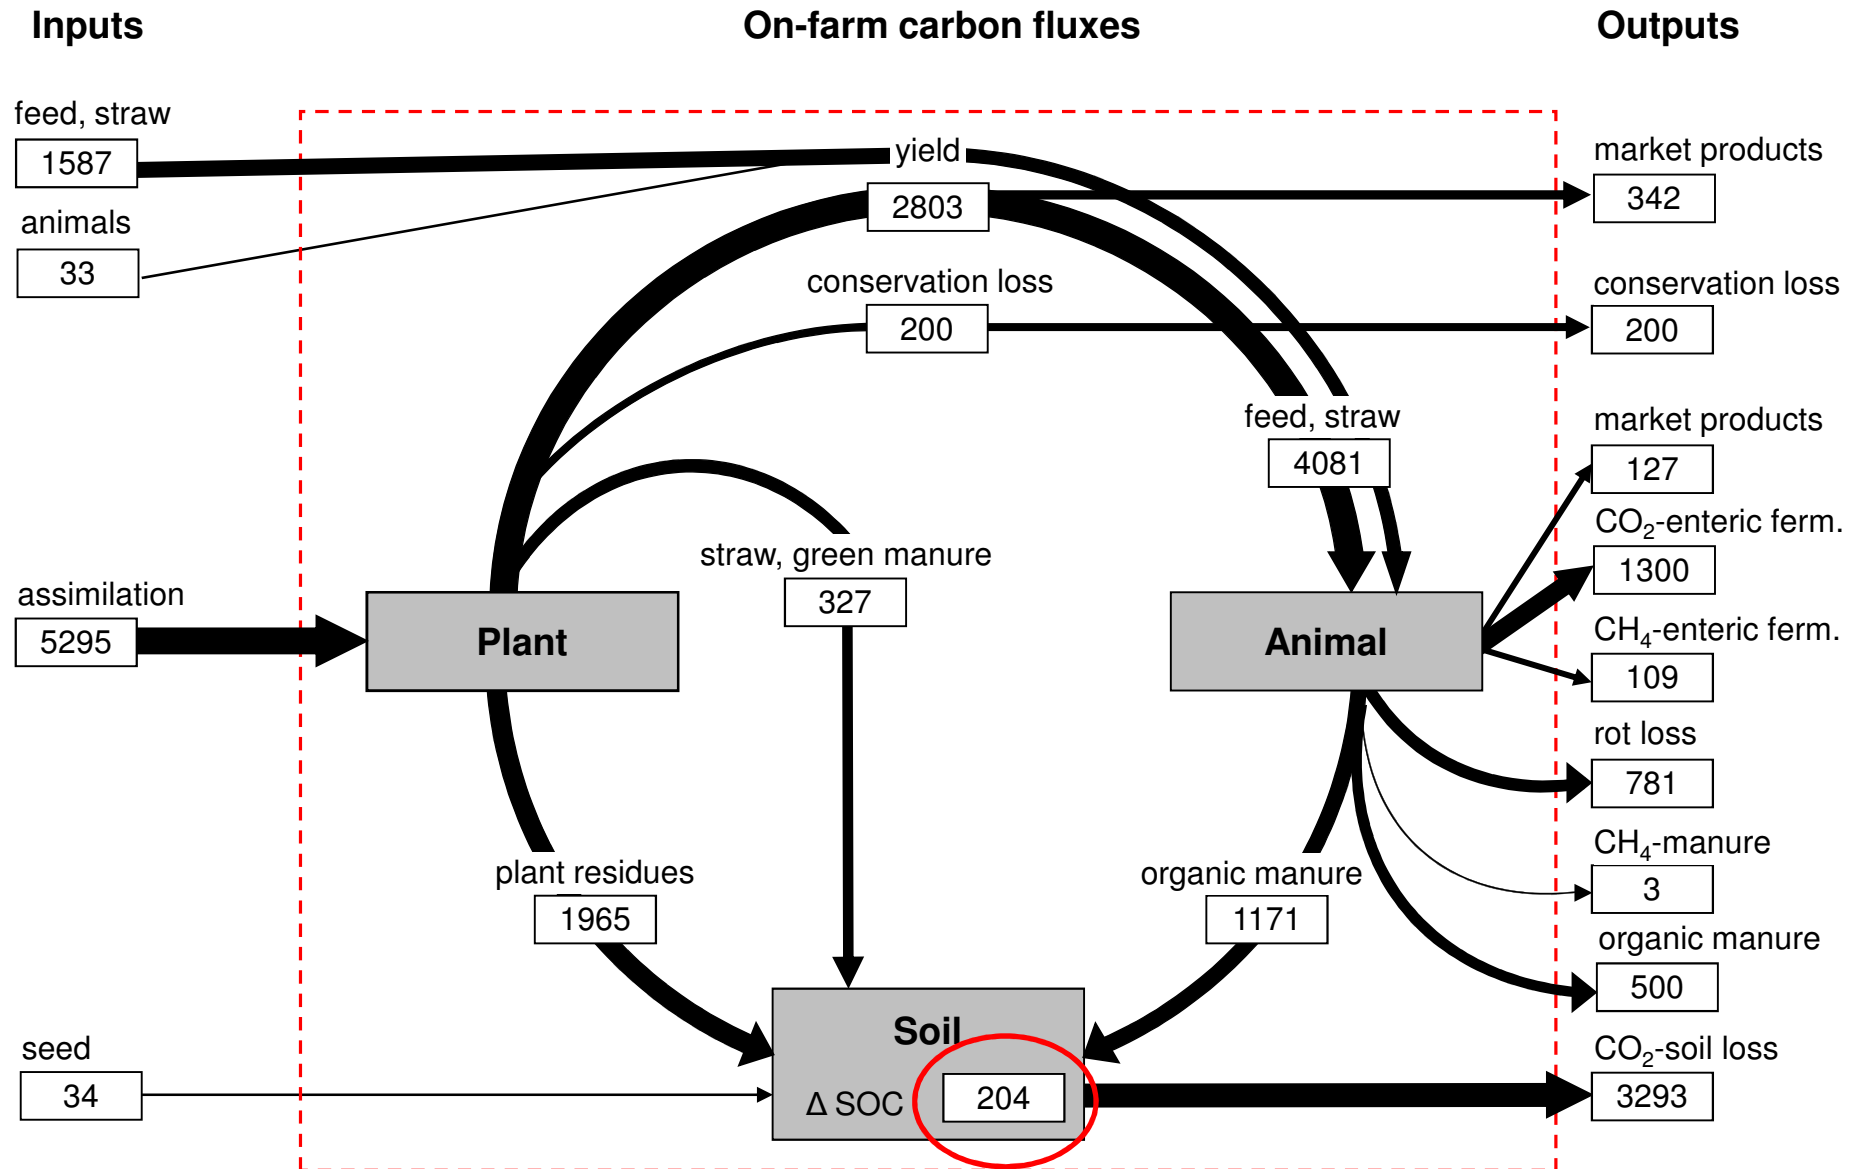 Inputs
On-farm carbon fluxes
Outputs
feed, straw
1587
animals
33
assimilation
5295
seed
34
yield
2803
conservation loss
200
feed, straw
4081
straw, green manure
327
Plant
Animal
plant residues
1965
organic manure
1171
Soil
Δ SOC 204
market products
342
conservation loss
200
market products
127
CO₂-enteric ferm.
1300
CH₄-enteric ferm.
109
rot loss
781
CH₄-manure
3
organic manure
500
CO₂-soil loss
3293